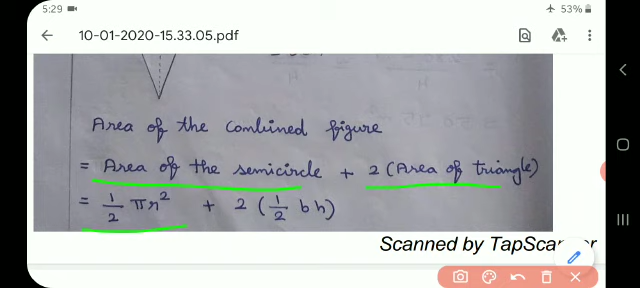 5:29
53%
10-01-2020-15.33.05.pdf
Area of the combined figure
= Area of the semicircle + 2 (Area of triangle)
= 1/2 πr² + 2 (1/2 bh)
Scanned by